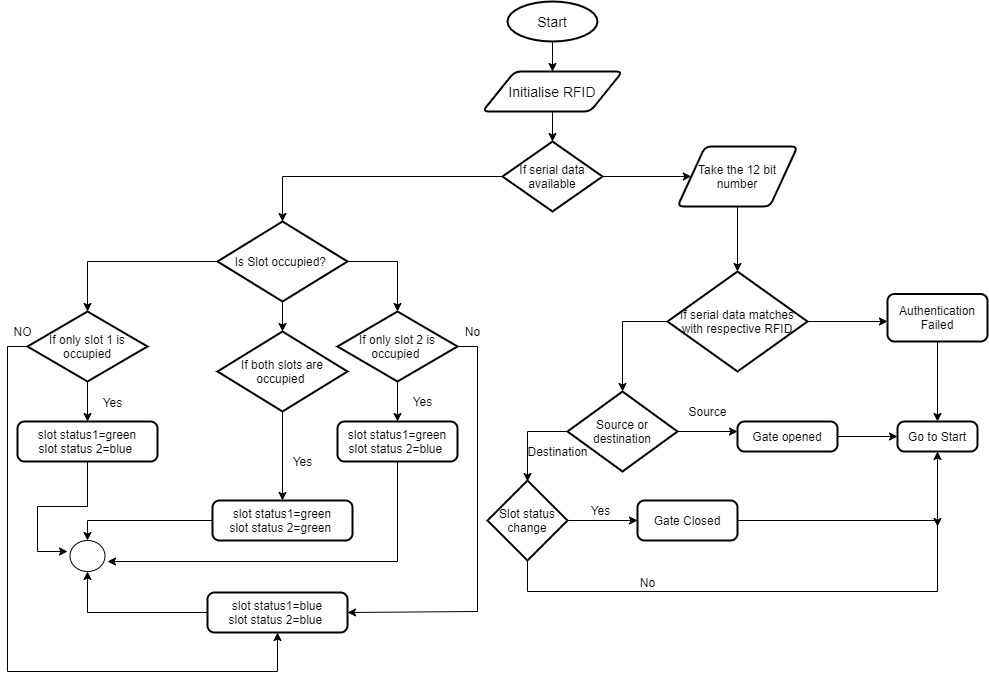 Start
Initialise RFID
If serial data
available
Take the 12 bit
number
Is Slot occupied?
If serial data matches
with respective RFID
Authentication
Failed
NO
If only slot 1 is
occupied
If both slots are
occupied
If only slot 2 is
occupied
No
Yes
Yes
Source or
destination
Source
Gate opened
Go to Start
slot status1=green
slot status 2=blue
slot status1=green
slot status 2=blue
Destination
Yes
slot status1=green
slot status 2=green
Slot status
change
Yes
Gate Closed
No
slot status1=blue
slot status 2=blue